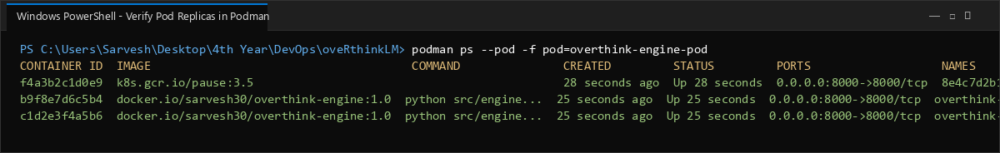 Windows PowerShell - Verify Pod Replicas in Podman
PS C:\Users\Sarvesh\Desktop\4th Year\DevOps\oveRthinkLM> podman ps --pod -f pod=overthink-engine-pod
CONTAINER ID IMAGE COMMAND CREATED STATUS PORTS NAMES
f4a3b2c1d0e9 k8s.gcr.io/pause:3.5 28 seconds ago Up 28 seconds 0.0.0.0:8000->8000/tcp 8e4c7d2b1
b9f8e7d6c5b4 docker.io/sarvesh30/overthink-engine:1.0 python src/engine... 25 seconds ago Up 25 seconds 0.0.0.0:8000->8000/tcp overthink-
c1d2e3f4a5b6 docker.io/sarvesh30/overthink-engine:1.0 python src/engine... 25 seconds ago Up 25 seconds 0.0.0.0:8000->8000/tcp overthink-